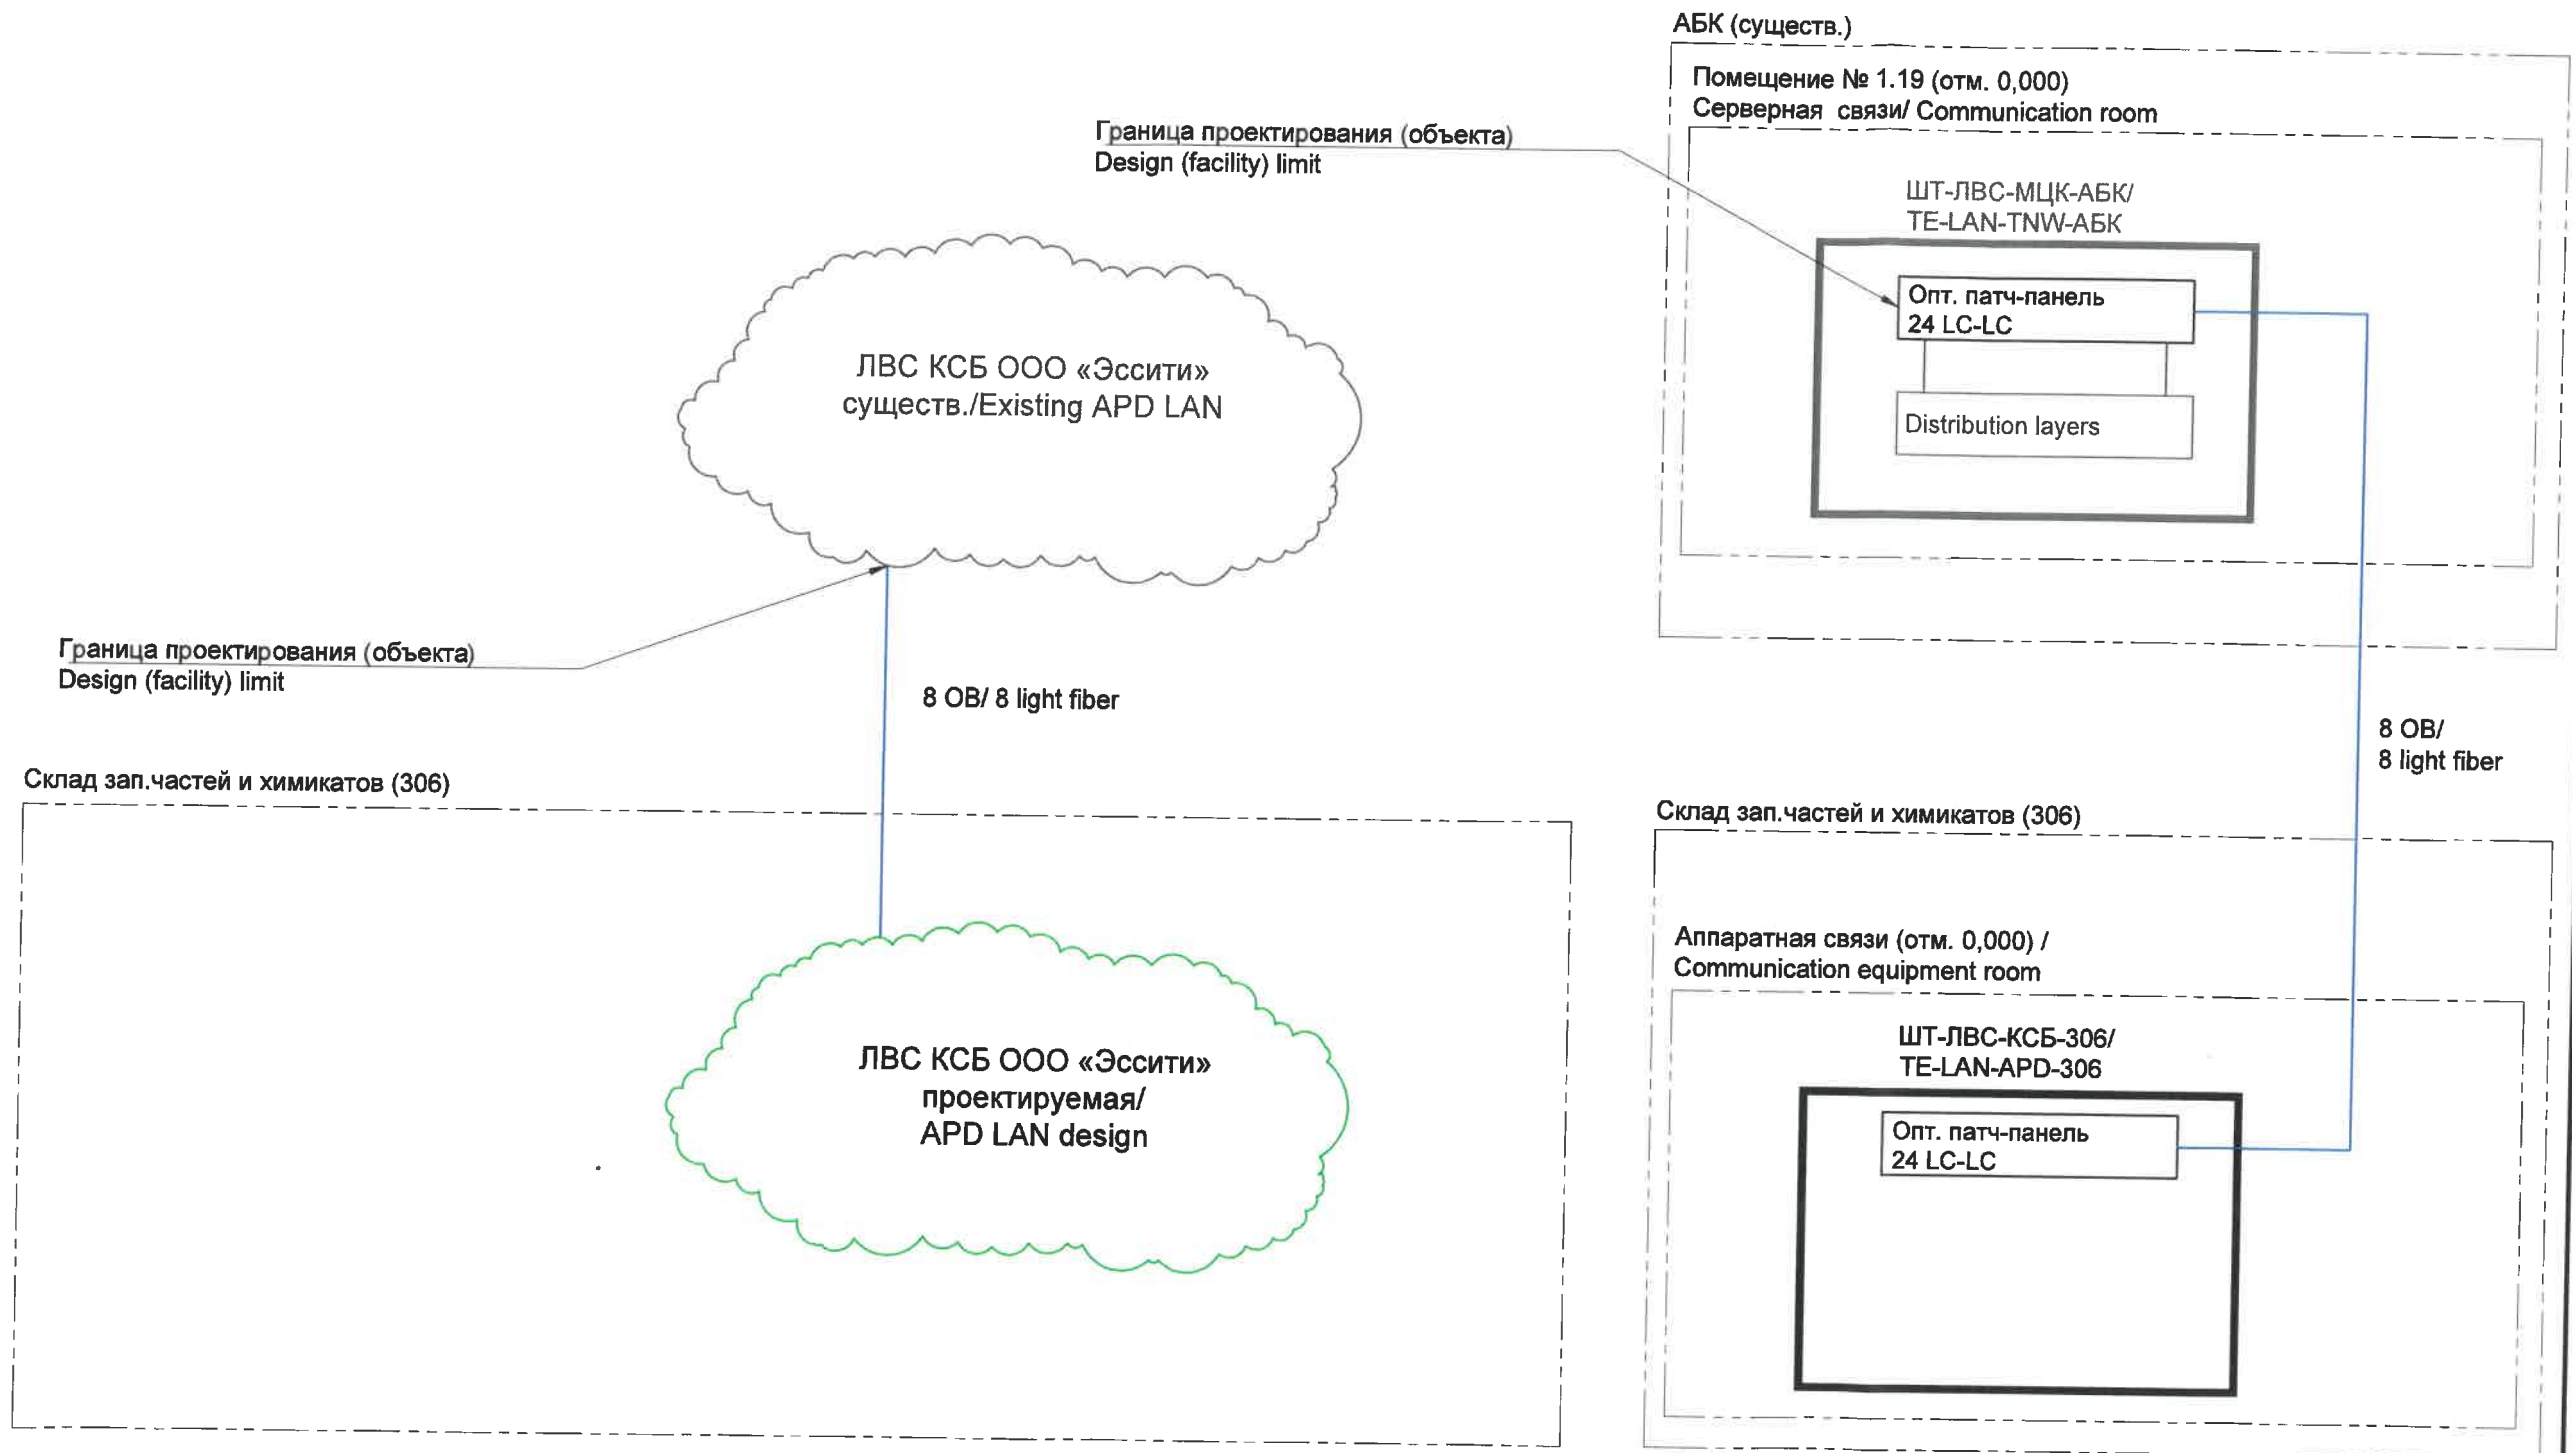 АБК (существ.)
Помещение № 1.19 (отм. 0,000)
Серверная связи/ Communication room
Граница проектирования (объекта)
Design (facility) limit
ШТ-ЛВС-МЦК-АБК/
TE-LAN-TNW-АБК
Опт. патч-панель
24 LC-LC
Distribution layers
ЛВС КСБ ООО «Эссити»
существ./Existing APD LAN
Граница проектирования (объекта)
Design (facility) limit
8 ОВ/ 8 light fiber
8 ОВ/
8 light fiber
Склад зап.частей и химикатов (306)
ЛВС КСБ ООО «Эссити»
проектируемая/
APD LAN design
Склад зап.частей и химикатов (306)
Аппаратная связи (отм. 0,000) /
Communication equipment room
ШТ-ЛВС-КСБ-306/
TE-LAN-APD-306
Опт. патч-панель
24 LC-LC